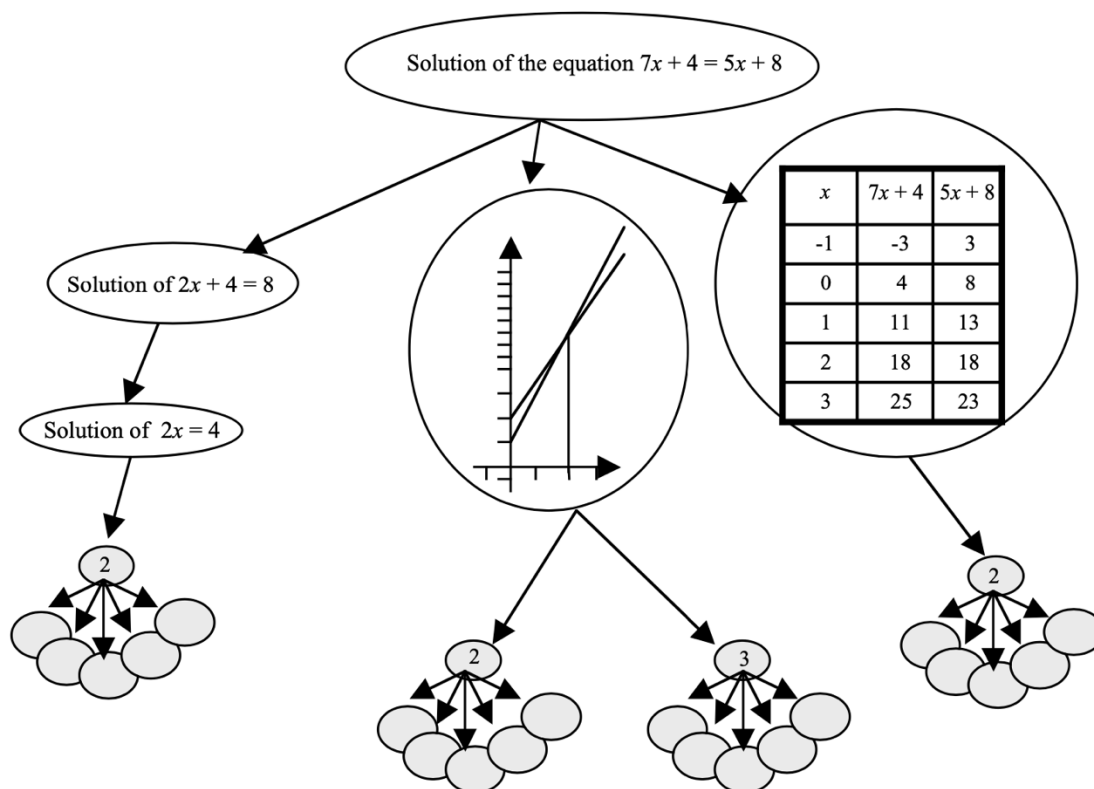 Solution of the equation 7x + 4 = 5x + 8
Solution of 2x + 4 = 8
Solution of 2x = 4
x 7x + 4 5x + 8
-1 -3 3
0 4 8
1 11 13
2 18 18
3 25 23
2
2
3
2